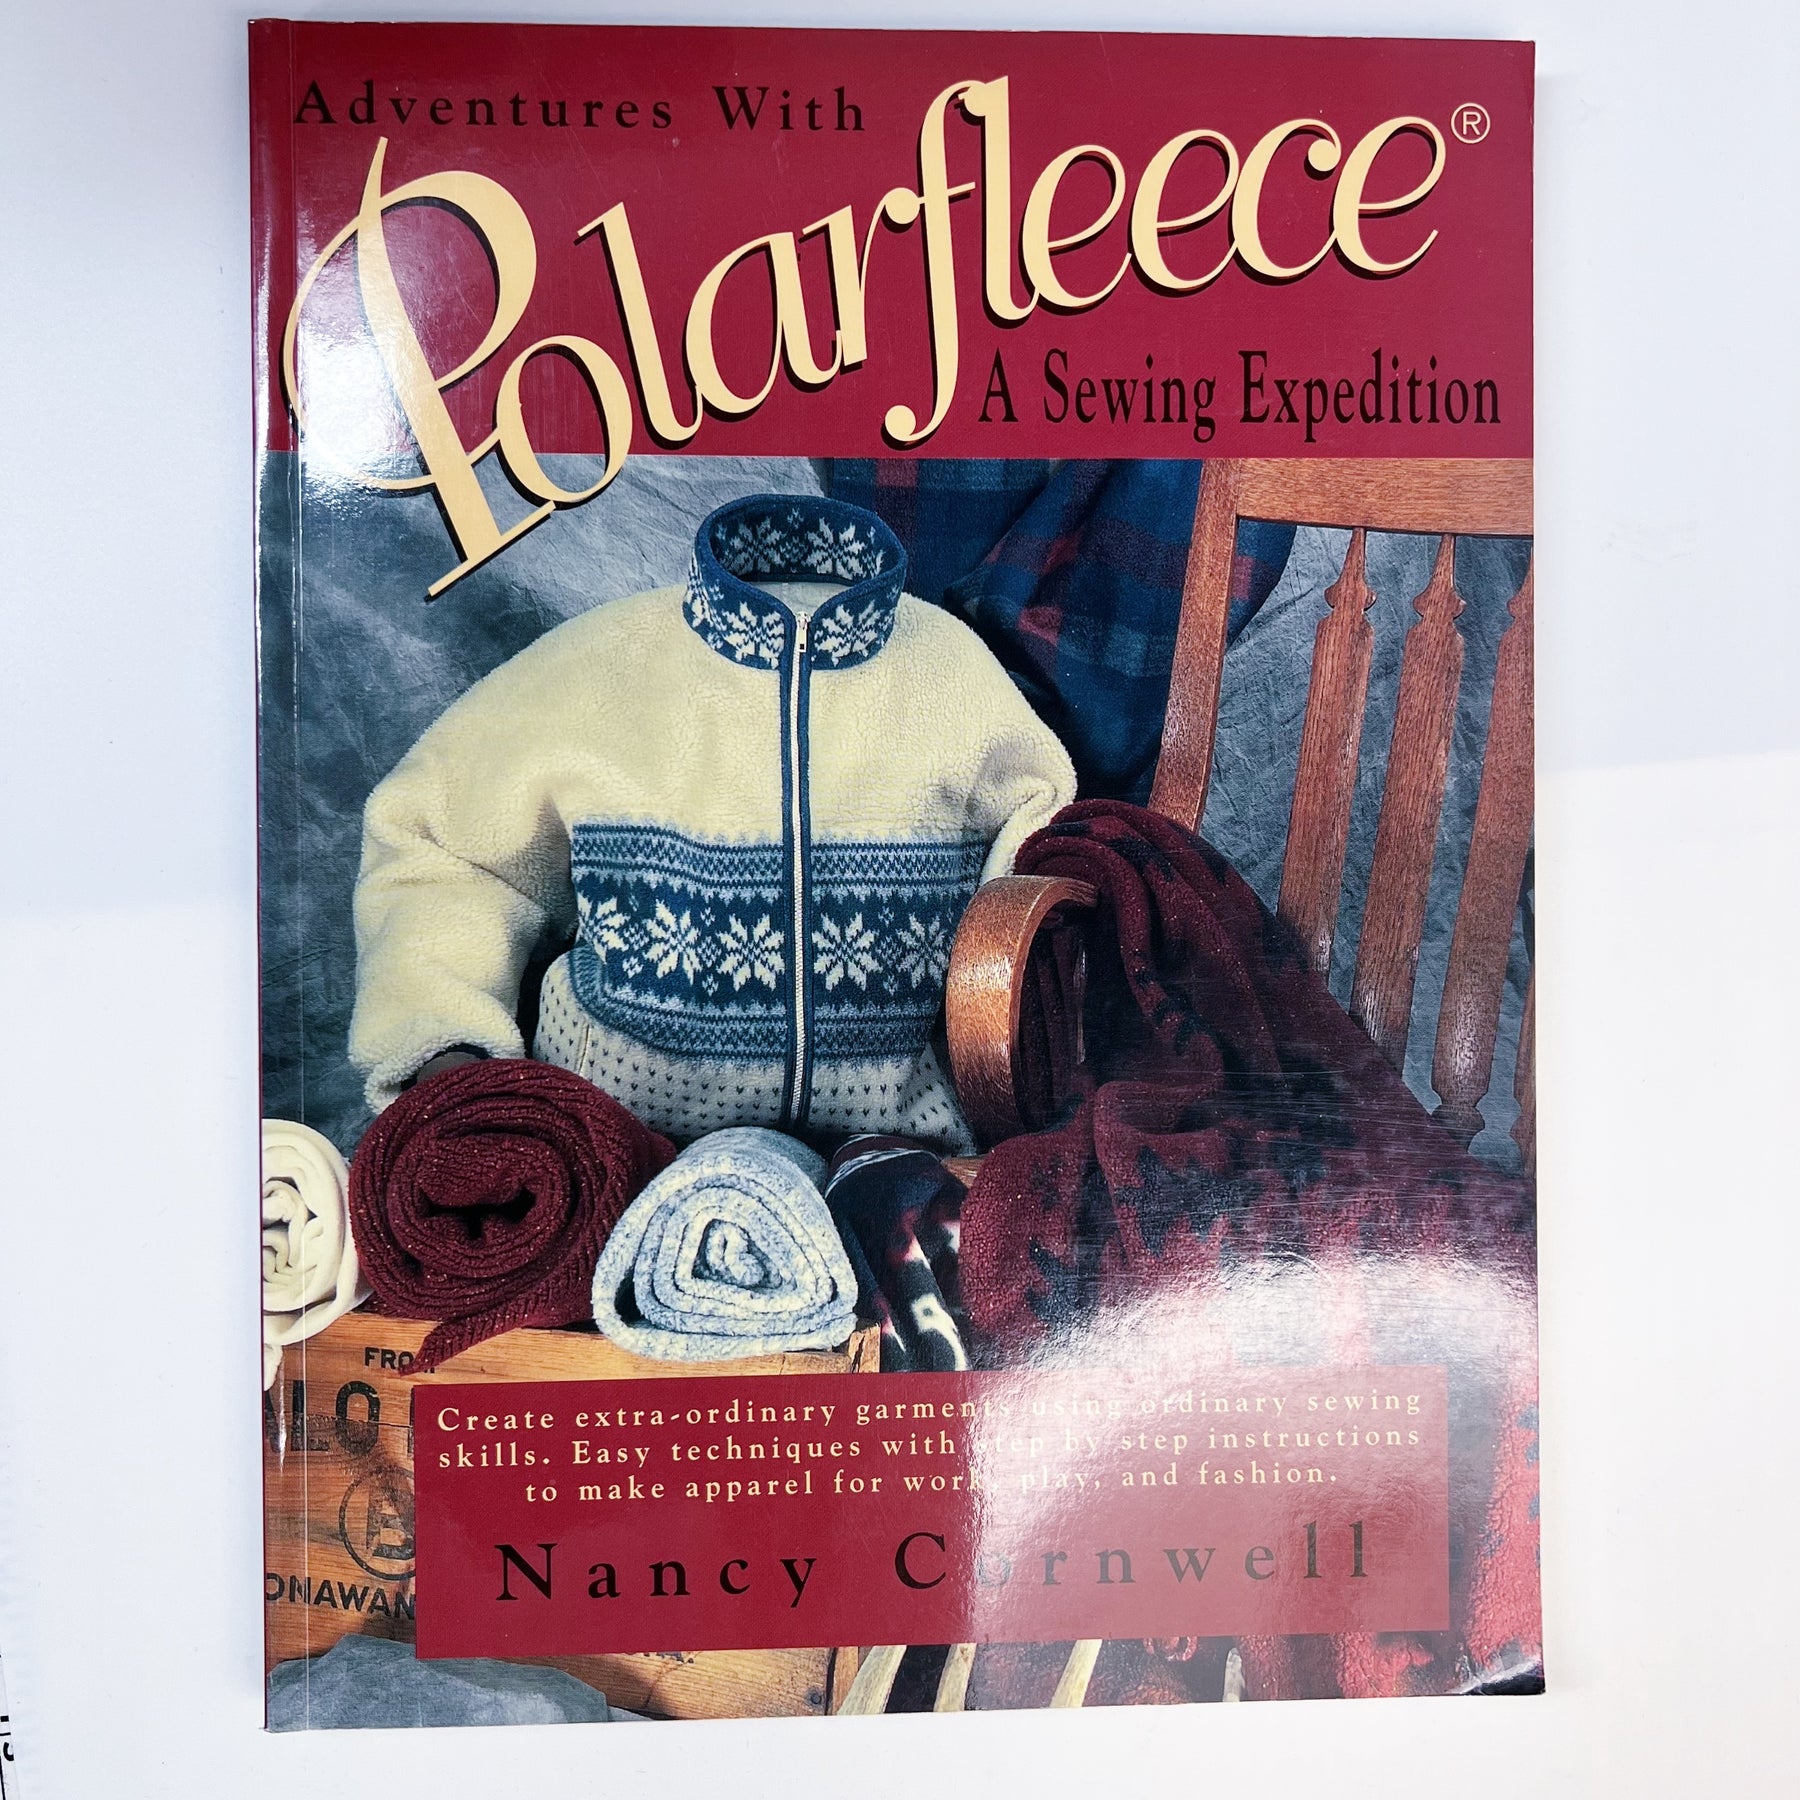 Adventures With
Polarfleece®
A Sewing Expedition
FROM
Create extra-ordinary garments using ordinary sewing
skills. Easy techniques with step by step instructions
to make apparel for work, play, and fashion.
Nancy Cornwell